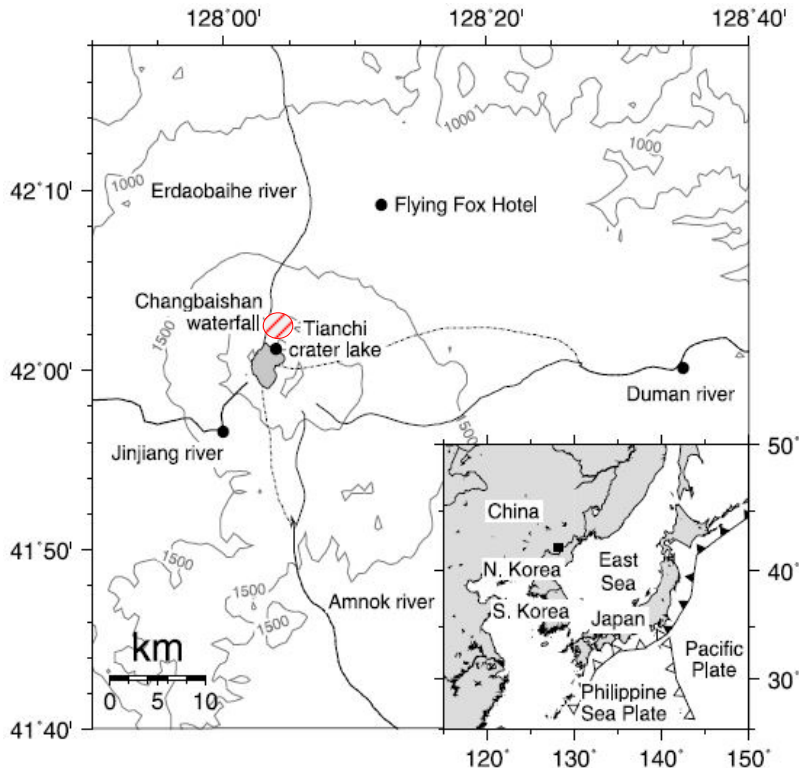 128°00' 128°20' 128°40'
1000
1000
1000
42°10'
Erdaobaihe river
Flying Fox Hotel
Changbaishan
waterfall
Tianchi
crater lake
1500
42°00'
Duman river
1500
Jinjiang river
50°
China
41°50'
1500
N. Korea
East
Sea
40°
1500
S. Korea
Japan
Amnok river
1500
km
Pacific
Plate
0 5 10
30°
Philippine
Sea Plate
41°40'
120° 130° 140° 150°